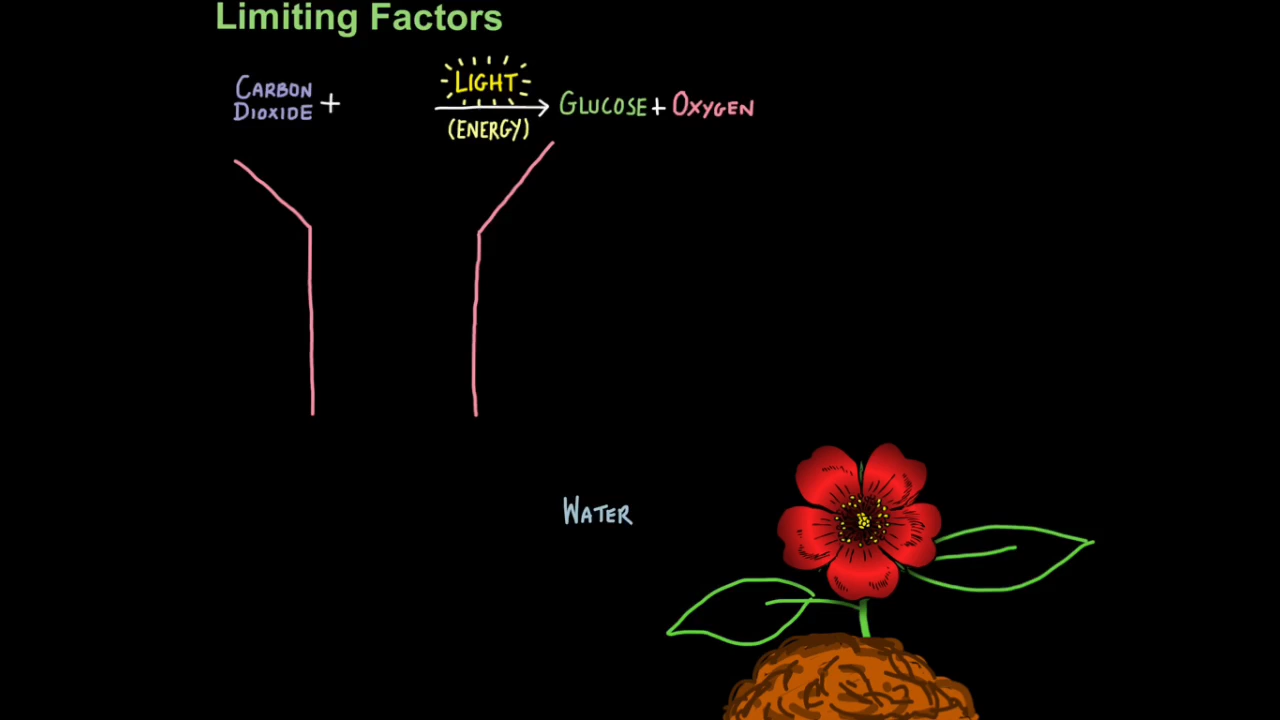 Limiting Factors
LIGHT
CARBON
DIOXIDE + GLUCOSE + OXYGEN
(ENERGY)
WATER